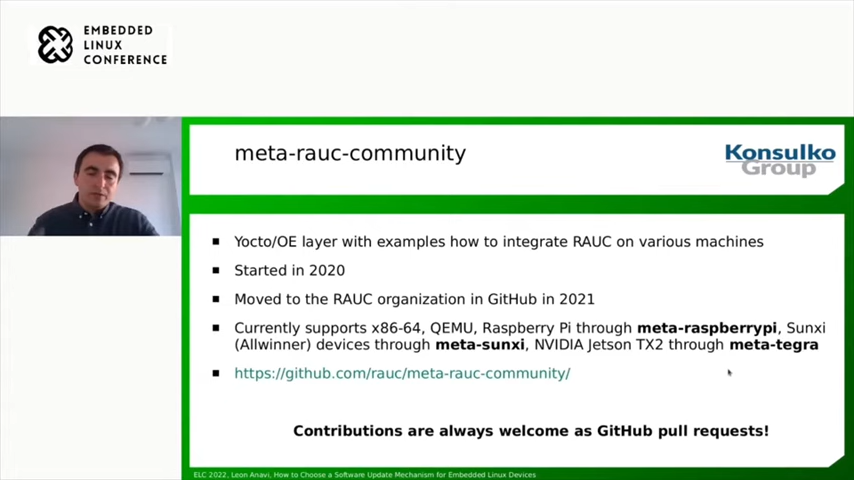 EMBEDDED
LINUX
CONFERENCE
meta-rauc-community
Konsulko
Group
■ Yocto/OE layer with examples how to integrate RAUC on various machines
■ Started in 2020
■ Moved to the RAUC organization in GitHub in 2021
■ Currently supports x86-64, QEMU, Raspberry Pi through meta-raspberrypi, Sunxi
(Allwinner) devices through meta-sunxi, NVIDIA Jetson TX2 through meta-tegra
■ https://github.com/rauc/meta-rauc-community/
Contributions are always welcome as GitHub pull requests!
ELC 2022, Leon Anavi, How to Choose a Software Update Mechanism for Embedded Linux Devices